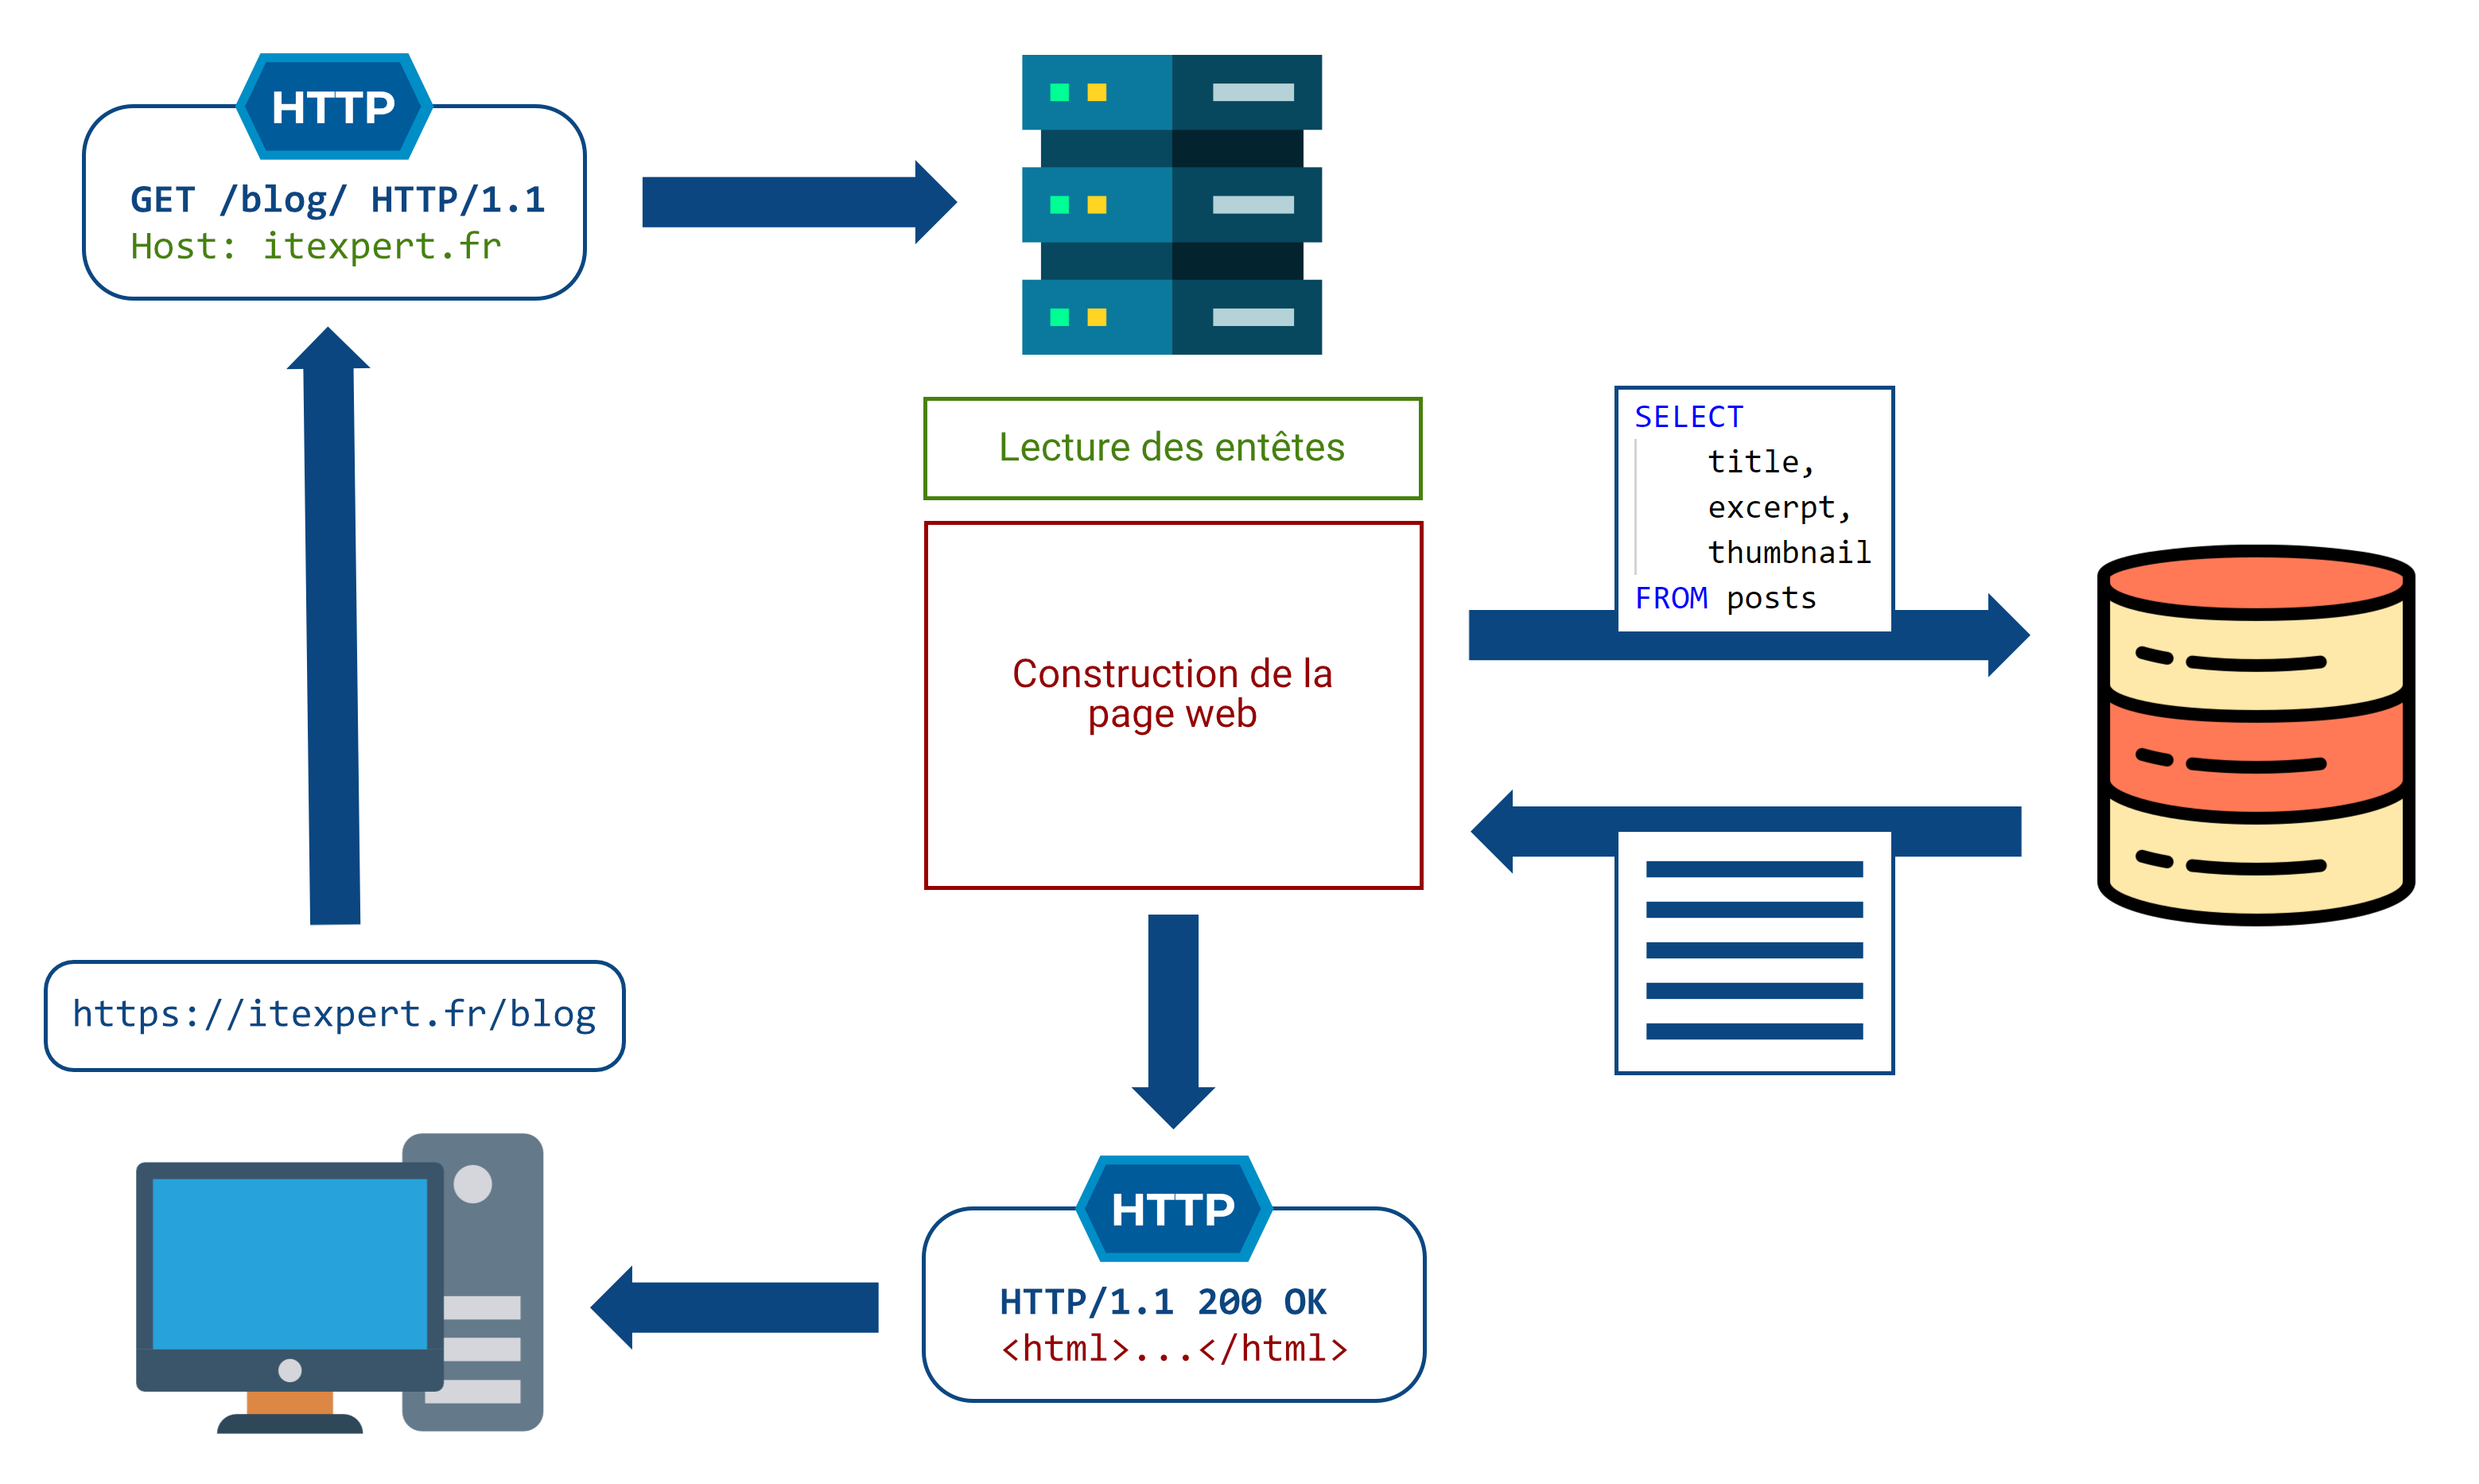 HTTP
GET /blog/ HTTP/1.1
Host: itexpert.fr
Lecture des entêtes
SELECT
title,
excerpt,
thumbnail
FROM posts
Construction de la
page web
https://itexpert.fr/blog
HTTP
HTTP/1.1 200 OK
<html>...</html>